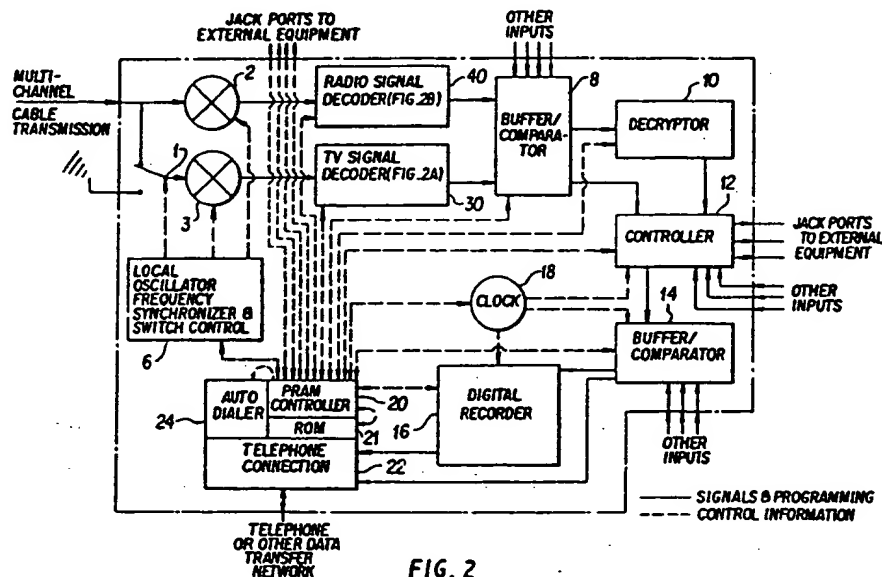 JACK PORTS TO
EXTERNAL EQUIPMENT
OTHER
INPUTS
MULTI-
CHANNEL
CABLE
TRANSMISSION
2
RADIO SIGNAL
DECODER (FIG. 2B)
40
8
BUFFER/
COMPARA-
TOR
10
DECRYPTOR
1
3
TV SIGNAL
DECODER (FIG. 2A)
30
12
CONTROLLER
JACK PORTS
TO EXTERNAL
EQUIPMENT
OTHER
INPUTS
LOCAL
OSCILLATOR
FREQUENCY
SYNCHRONIZER &
SWITCH CONTROL
6
18
CLOCK
14
BUFFER/
COMPARATOR
OTHER
INPUTS
24
AUTO
DIALER
PRAM
CONTROLLER
20
ROM
21
16
DIGITAL
RECORDER
TELEPHONE
CONNECTION
22
TELEPHONE
OR OTHER DATA
TRANSFER
NETWORK
SIGNALS & PROGRAMMING
CONTROL INFORMATION
FIG. 2